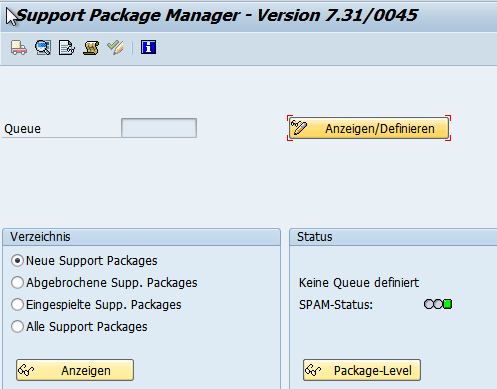 Support Package Manager - Version 7.31/0045
Queue
Anzeigen/Definieren
Verzeichnis
Neue Support Packages
Abgebrochene Supp. Packages
Eingespielte Supp. Packages
Alle Support Packages
Anzeigen
Status
Keine Queue definiert
SPAM-Status:
Package-Level